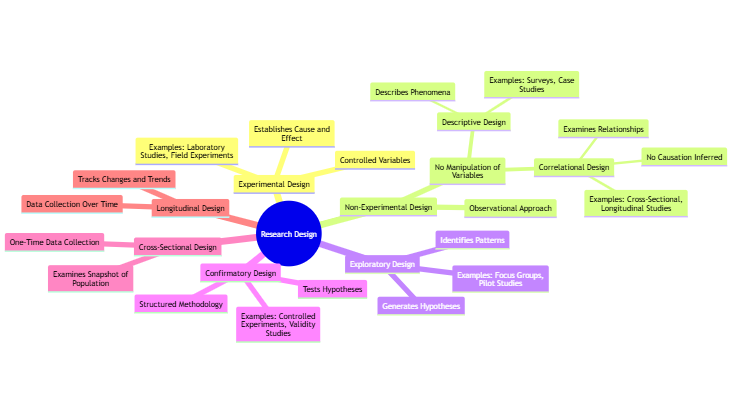 Describes Phenomena
Examples: Surveys, Case
Studies
Descriptive Design
Establishes Cause and
Effect
Examples: Laboratory
Studies, Field Experiments
Controlled Variables
Experimental Design
Examines Relationships
No Causation Inferred
Correlational Design
Examples: Cross-Sectional,
Longitudinal Studies
No Manipulation of
Variables
Non-Experimental Design
Observational Approach
Tracks Changes and Trends
Data Collection Over Time
Longitudinal Design
Research Design
One-Time Data Collection
Cross-Sectional Design
Examines Snapshot of
Population
Confirmatory Design
Structured Methodology
Tests Hypotheses
Examples: Controlled
Experiments, Validity
Studies
Identifies Patterns
Exploratory Design
Examples: Focus Groups,
Pilot Studies
Generates Hypotheses